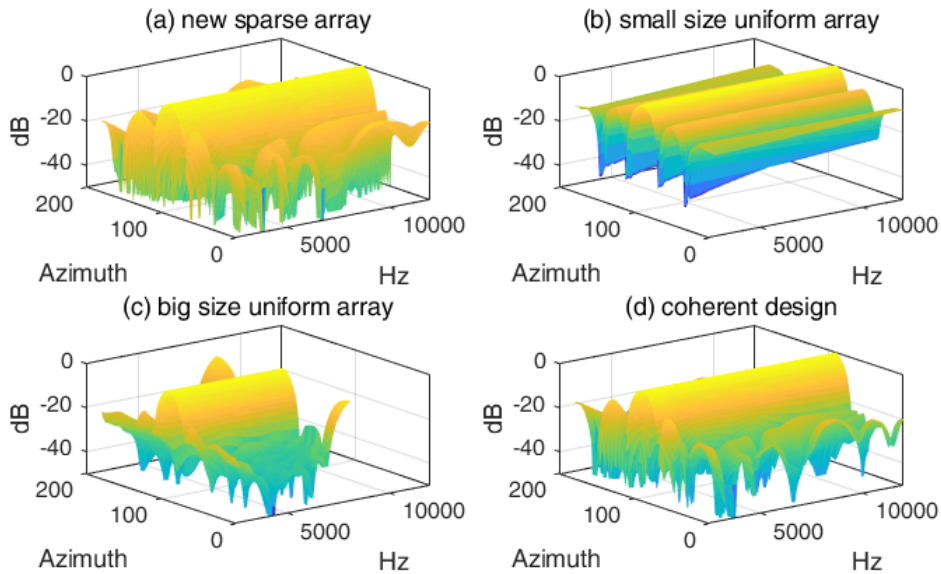 (a) new sparse array
(b) small size uniform array
0
-20
-40
dB
200
100
0
Azimuth
5000
10000
Hz
0
-20
-40
dB
200
100
0
Azimuth
5000
10000
Hz
(c) big size uniform array
(d) coherent design
0
-20
-40
dB
200
100
0
Azimuth
5000
10000
Hz
0
-20
-40
dB
200
100
0
Azimuth
5000
10000
Hz